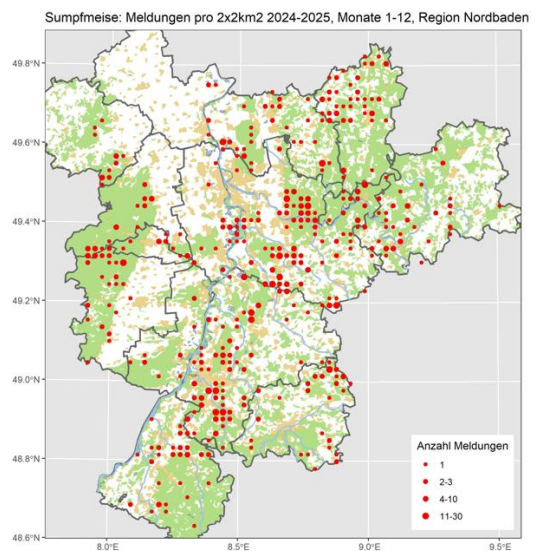 Sumpfmeise: Meldungen pro 2x2km2 2024-2025, Monate 1-12, Region Nordbaden
49.8°N
49.6°N
49.4°N
49.2°N
49.0°N
48.8°N
48.6°N
Anzahl Meldungen
1
2-3
4-10
11-30
8.0°E
8.5°E
9.0°E
9.5°E